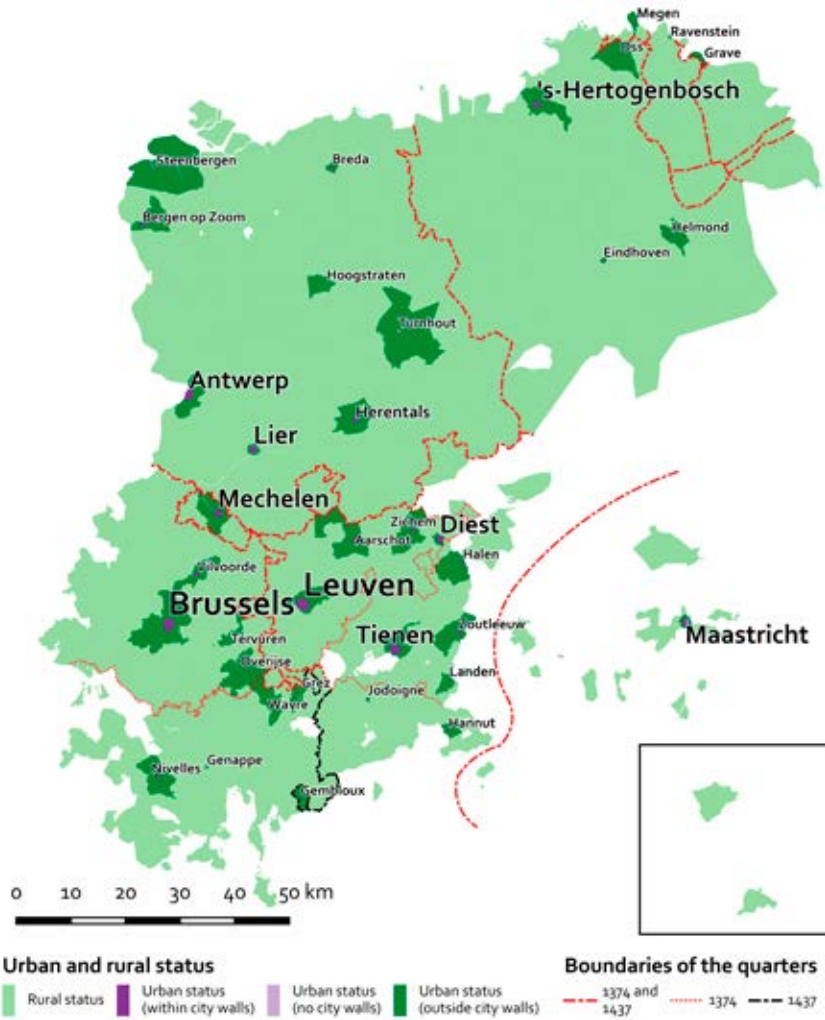 Megen
Ravenstein
Oss
Grave
's-Hertogenbosch
Steenbergen
Breda
Bergen op Zoom
Helmond
Eindhoven
Hoogstraten
Turnhout
Antwerp
Herentals
Lier
Mechelen
Zichem
Diest
Aarschot
Halen
Vilvoorde
Leuven
Brussels
Zoutleeuw
Tienen
Maastricht
Tervuren
Overijse
Landen
Grez
Jodoigne
Wavre
Hannut
Genappe
Nivelles
Gembloux
0 10 20 30 40 50 km
Urban and rural status
Rural status
Urban status
(within city walls)
Urban status
(no city walls)
Urban status
(outside city walls)
Boundaries of the quarters
1374 and
1437
1374
1437